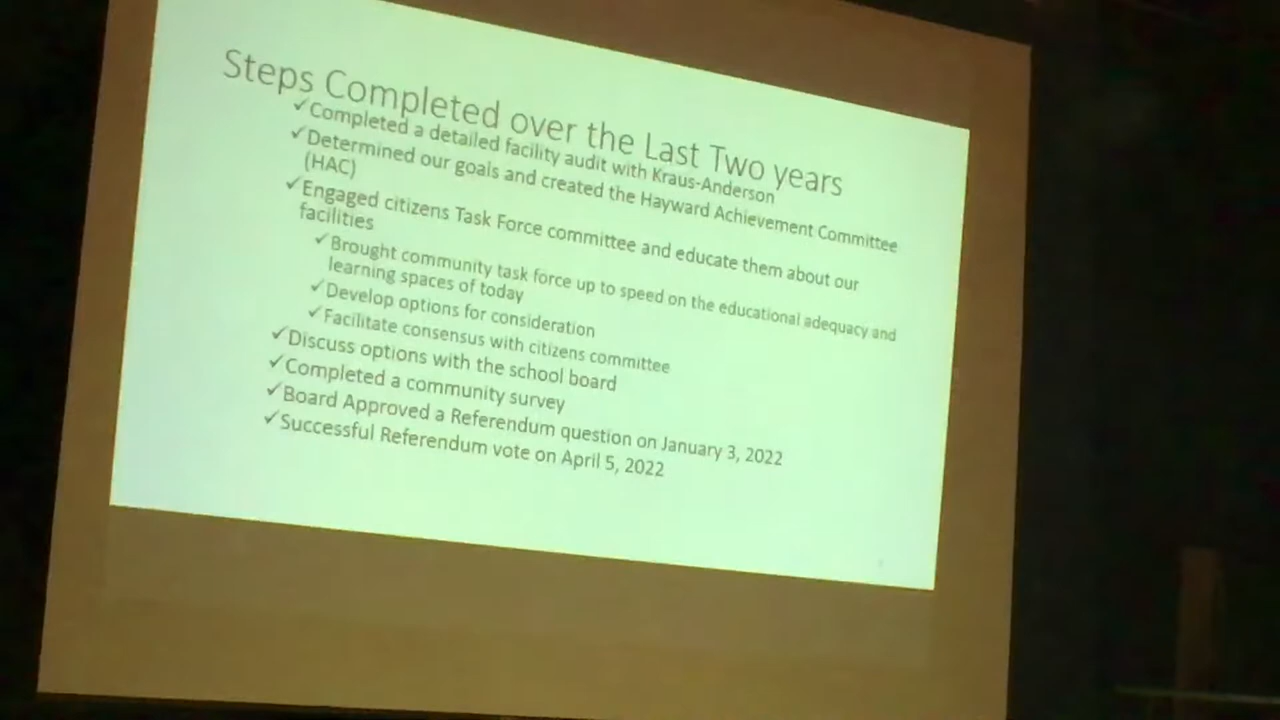 Steps Completed over the Last Two years
✓Completed a detailed facility audit with Kraus-Anderson
✓Determined our goals and created the Hayward Achievement Committee
(HAC)
✓Engaged citizens Task Force committee and educate them about our
facilities
✓Brought community task force up to speed on the educational adequacy and
learning spaces of today
✓Develop options for consideration
✓Facilitate consensus with citizens committee
✓Discuss options with the school board
✓Completed a community survey
✓Board Approved a Referendum question on January 3, 2022
✓Successful Referendum vote on April 5, 2022